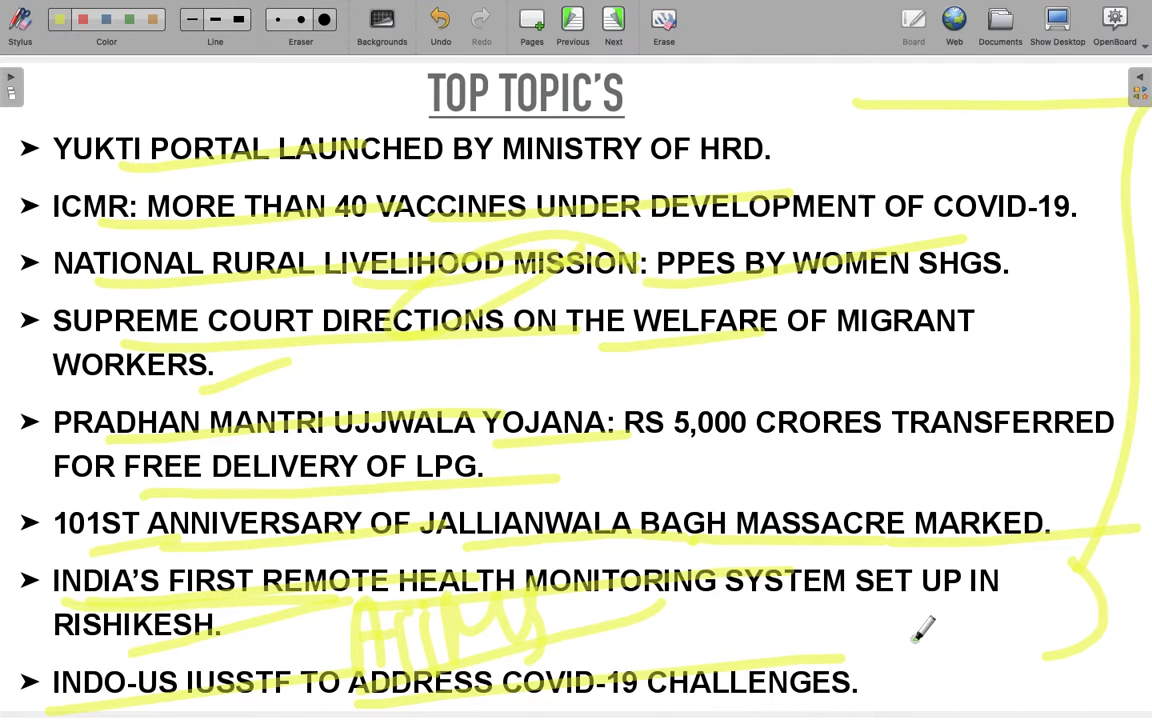 Stylus Color Line Eraser Backgrounds Undo Redo Pages Previous Next Erase Board Web Documents Show Desktop OpenBoard
TOP TOPIC'S
➤ YUKTI PORTAL LAUNCHED BY MINISTRY OF HRD.
➤ ICMR: MORE THAN 40 VACCINES UNDER DEVELOPMENT OF COVID-19.
➤ NATIONAL RURAL LIVELIHOOD MISSION: PPES BY WOMEN SHGS.
➤ SUPREME COURT DIRECTIONS ON THE WELFARE OF MIGRANT
WORKERS.
➤ PRADHAN MANTRI UJJWALA YOJANA: RS 5,000 CRORES TRANSFERRED
FOR FREE DELIVERY OF LPG.
➤ 101ST ANNIVERSARY OF JALLIANWALA BAGH MASSACRE MARKED.
➤ INDIA'S FIRST REMOTE HEALTH MONITORING SYSTEM SET UP IN
RISHIKESH.
AIIMS
➤ INDO-US IUSSTF TO ADDRESS COVID-19 CHALLENGES.